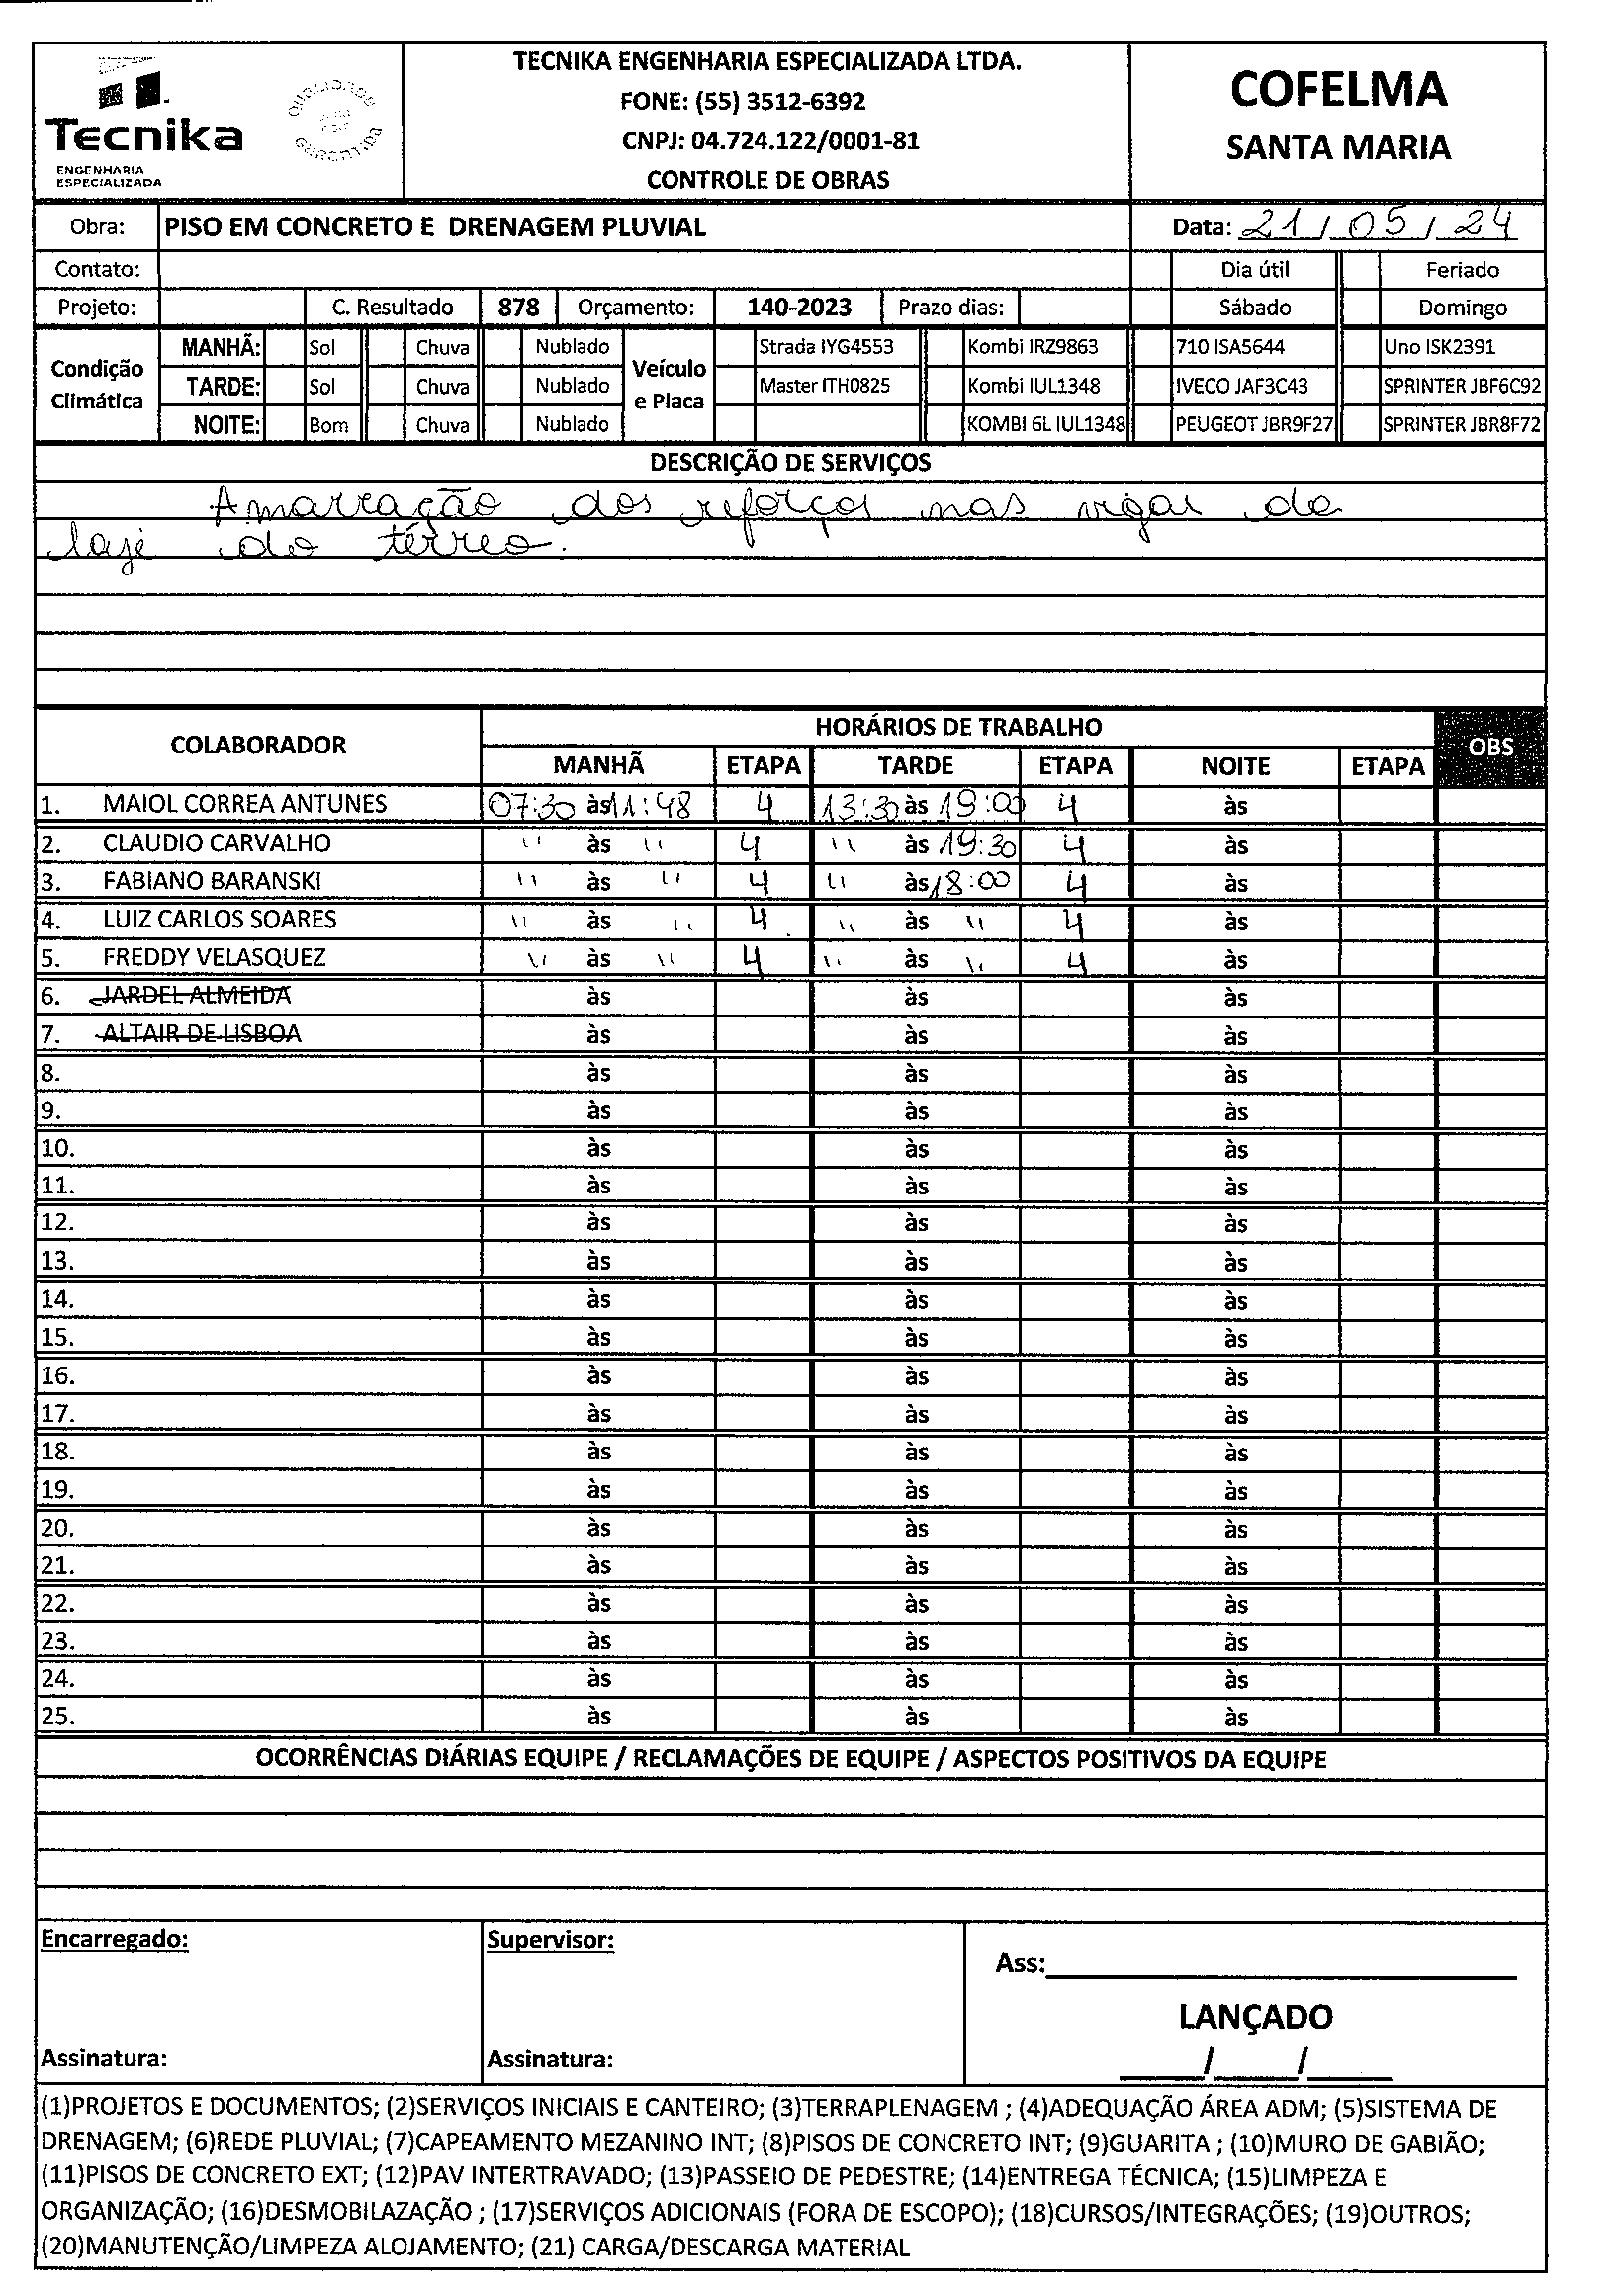 Tecnika
ENGENHARIA
ESPECIALIZADA
TECNIKA ENGENHARIA ESPECIALIZADA LTDA.
FONE: (55) 3512-6392
CNPJ: 04.724.122/0001-81
CONTROLE DE OBRAS
COFELMA
SANTA MARIA
Obra: PISO EM CONCRETO E DRENAGEM PLUVIAL Data: 21/05/24
Contato: Dia útil Feriado
Projeto: C. Resultado 878 Orçamento: 140-2023 Prazo dias: Sábado Domingo
Condição Climática Veículo e Placa
MANHÃ: Sol Chuva Nublado Strada IYG4553 Kombi IRZ9863 710 ISA5644 Uno ISK2391
TARDE: Sol Chuva Nublado Master ITH0825 Kombi IUL1348 IVECO JAF3C43 SPRINTER JBF6C92
NOITE: Bom Chuva Nublado KOMBI 6L IUL1348 PEUGEOT JBR9F27 SPRINTER JBR8F72
DESCRIÇÃO DE SERVIÇOS
Amarração dos reforços nas vigas da
laje do térreo.
COLABORADOR HORÁRIOS DE TRABALHO OBS
MANHÃ ETAPA TARDE ETAPA NOITE ETAPA
1. MAIOL CORREA ANTUNES 07:30 às 11:48 4 13:30 às 19:00 4 às
2. CLAUDIO CARVALHO " às " 4 " às 19:30 4 às
3. FABIANO BARANSKI " às " 4 " às 18:00 4 às
4. LUIZ CARLOS SOARES " às " 4 " às " 4 às
5. FREDDY VELASQUEZ " às " 4 " às " 4 às
6. JARDEL ALMEIDA às às às
7. ALTAIR DE LISBOA às às às
8. às às às
9. às às às
10. às às às
11. às às às
12. às às às
13. às às às
14. às às às
15. às às às
16. às às às
17. às às às
18. às às às
19. às às às
20. às às às
21. às às às
22. às às às
23. às às às
24. às às às
25. às às às
OCORRÊNCIAS DIÁRIAS EQUIPE / RECLAMAÇÕES DE EQUIPE / ASPECTOS POSITIVOS DA EQUIPE
Encarregado: Supervisor: Ass:
LANÇADO
Assinatura: Assinatura: / /
(1)PROJETOS E DOCUMENTOS; (2)SERVIÇOS INICIAIS E CANTEIRO; (3)TERRAPLENAGEM ; (4)ADEQUAÇÃO ÁREA ADM; (5)SISTEMA DE
DRENAGEM; (6)REDE PLUVIAL; (7)CAPEAMENTO MEZANINO INT; (8)PISOS DE CONCRETO INT; (9)GUARITA ; (10)MURO DE GABIÃO;
(11)PISOS DE CONCRETO EXT; (12)PAV INTERTRAVADO; (13)PASSEIO DE PEDESTRE; (14)ENTREGA TÉCNICA; (15)LIMPEZA E
ORGANIZAÇÃO; (16)DESMOBILAZAÇÃO ; (17)SERVIÇOS ADICIONAIS (FORA DE ESCOPO); (18)CURSOS/INTEGRAÇÕES; (19)OUTROS;
(20)MANUTENÇÃO/LIMPEZA ALOJAMENTO; (21) CARGA/DESCARGA MATERIAL